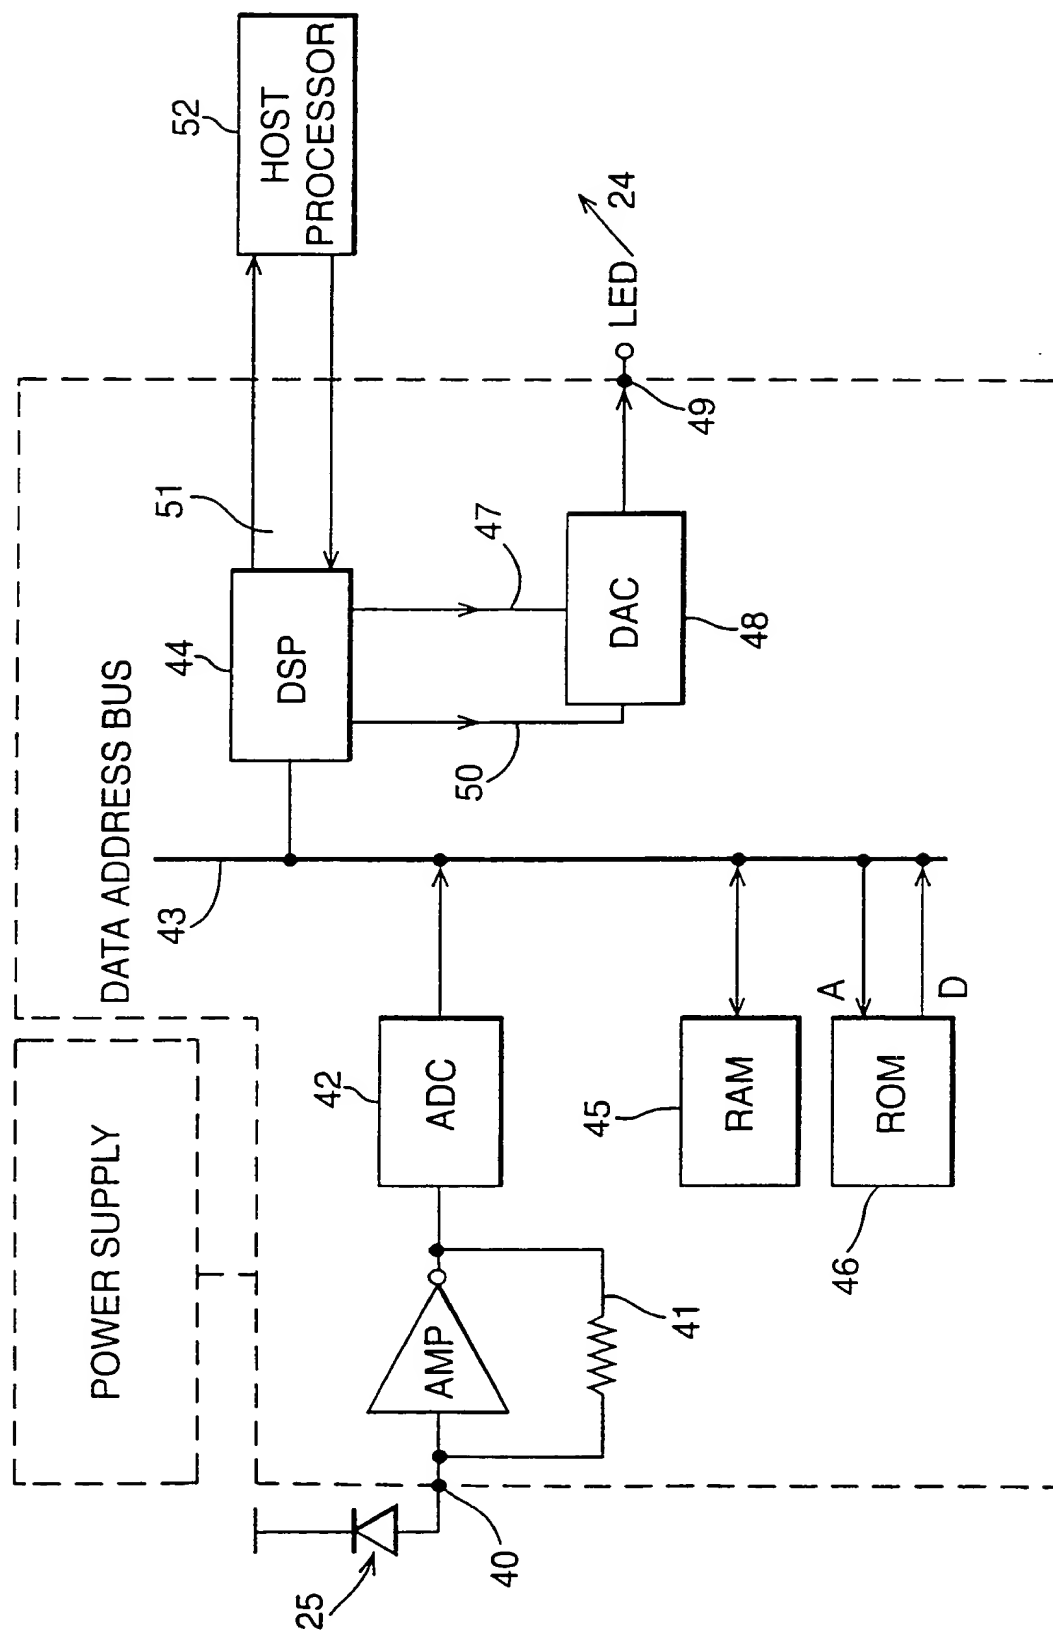 POWER SUPPLY
DATA ADDRESS BUS
52
HOST
PROCESSOR
51
44
DSP
43
47
50
LED
24
49
DAC
48
42
ADC
25
40
AMP
41
45
RAM
A
D
ROM
46